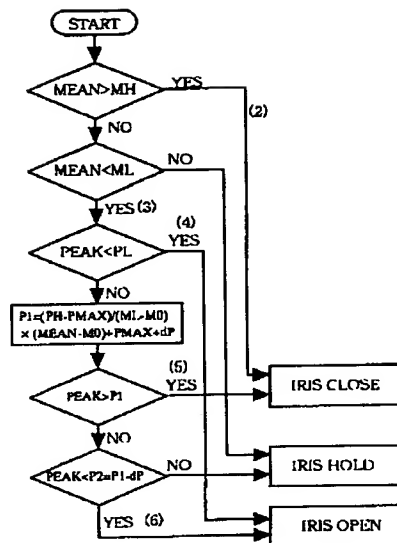 START
MEAN>MH
YES
(2)
NO
MEAN<ML
NO
YES (3)
(4)
PEAK<PL
YES
NO
P1=(PH-PMAX)/(ML-M0)
× (MEAN-M0)+PMAX+dP
(5)
PEAK>P1
YES
IRIS CLOSE
NO
PEAK<P2=P1-dP
NO
IRIS HOLD
YES (6)
IRIS OPEN